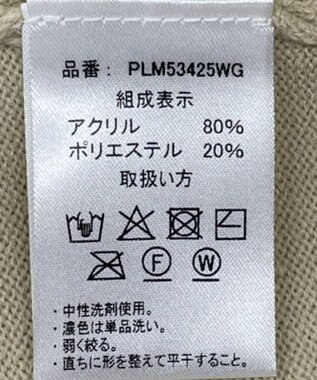 品番： PLM53425WG
組成表示
アクリル 80%
ポリエステル 20%
取扱い方
F W
・中性洗剤使用。
・濃色は単品洗い。
・弱く絞る。
・直ちに形を整えて平干すること。